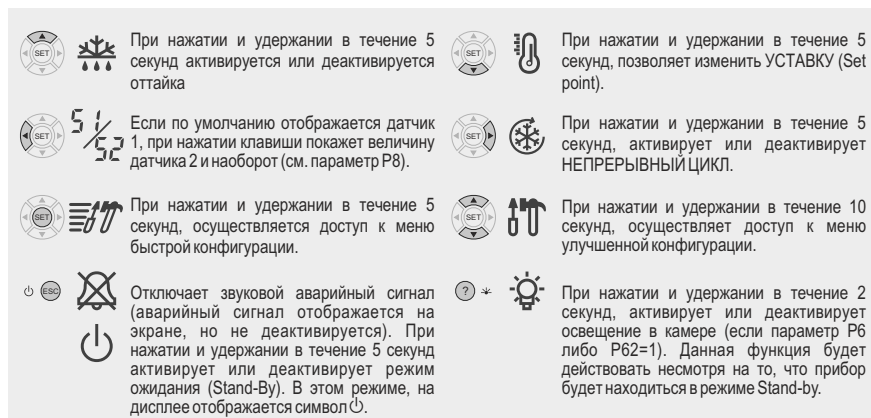 SET
При нажатии и удержании в течение 5
секунд активируется или деактивируется
оттайка
SET
S1/S2
Если по умолчанию отображается датчик
1, при нажатии клавиши покажет величину
датчика 2 и наоборот (см. параметр P8).
SET
При нажатии и удержании в течение 5
секунд, осуществляется доступ к меню
быстрой конфигурации.
ESC
Отключает звуковой аварийный сигнал
(аварийный сигнал отображается на
экране, но не деактивируется). При
нажатии и удержании в течение 5 секунд
активирует или деактивирует режим
ожидания (Stand-By). В этом режиме, на
дисплее отображается символ.
SET
При нажатии и удержании в течение 5
секунд, позволяет изменить УСТАВКУ (Set
point).
SET
При нажатии и удержании в течение 5
секунд, активирует или деактивирует
НЕПРЕРЫВНЫЙ ЦИКЛ.
SET
При нажатии и удержании в течение 10
секунд, осуществляет доступ к меню
улучшенной конфигурации.
?
При нажатии и удержании в течение 2
секунд, активирует или деактивирует
освещение в камере (если параметр P6
либо P62=1). Данная функция будет
действовать несмотря на то, что прибор
будет находиться в режиме Stand-by.